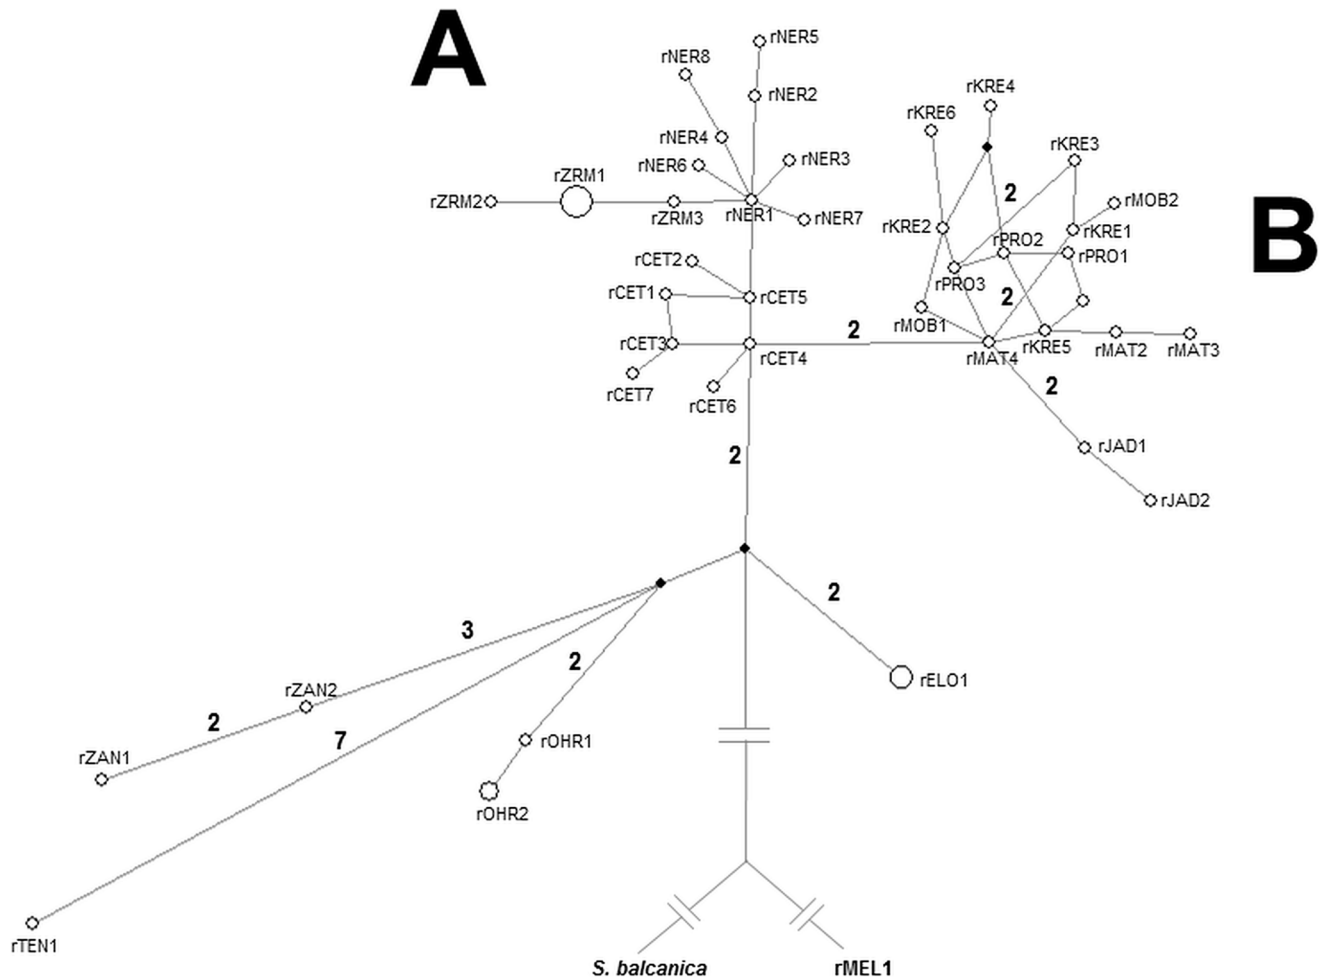 A
rNER5
rNER8
rNER2
rKRE4
rKRE6
rNER4
rKRE3
rNER3
rNER6
rZRM1
2
rZRM2
rMOB2
rZRM3
rNER1
rNER7
rKRE2
rKRE1
B
rPRO2
rPRO1
rCET2
rPRO3
rCET1
rCET5
2
rMOB1
2
rCET3
rCET4
rMAT4
rKRE5
rMAT2
rMAT3
rCET7
2
rCET6
rJAD1
2
rJAD2
2
3
2
rELO1
rZAN2
2
7
rOHR1
rZAN1
rOHR2
rTEN1
S. balcanica
rMEL1